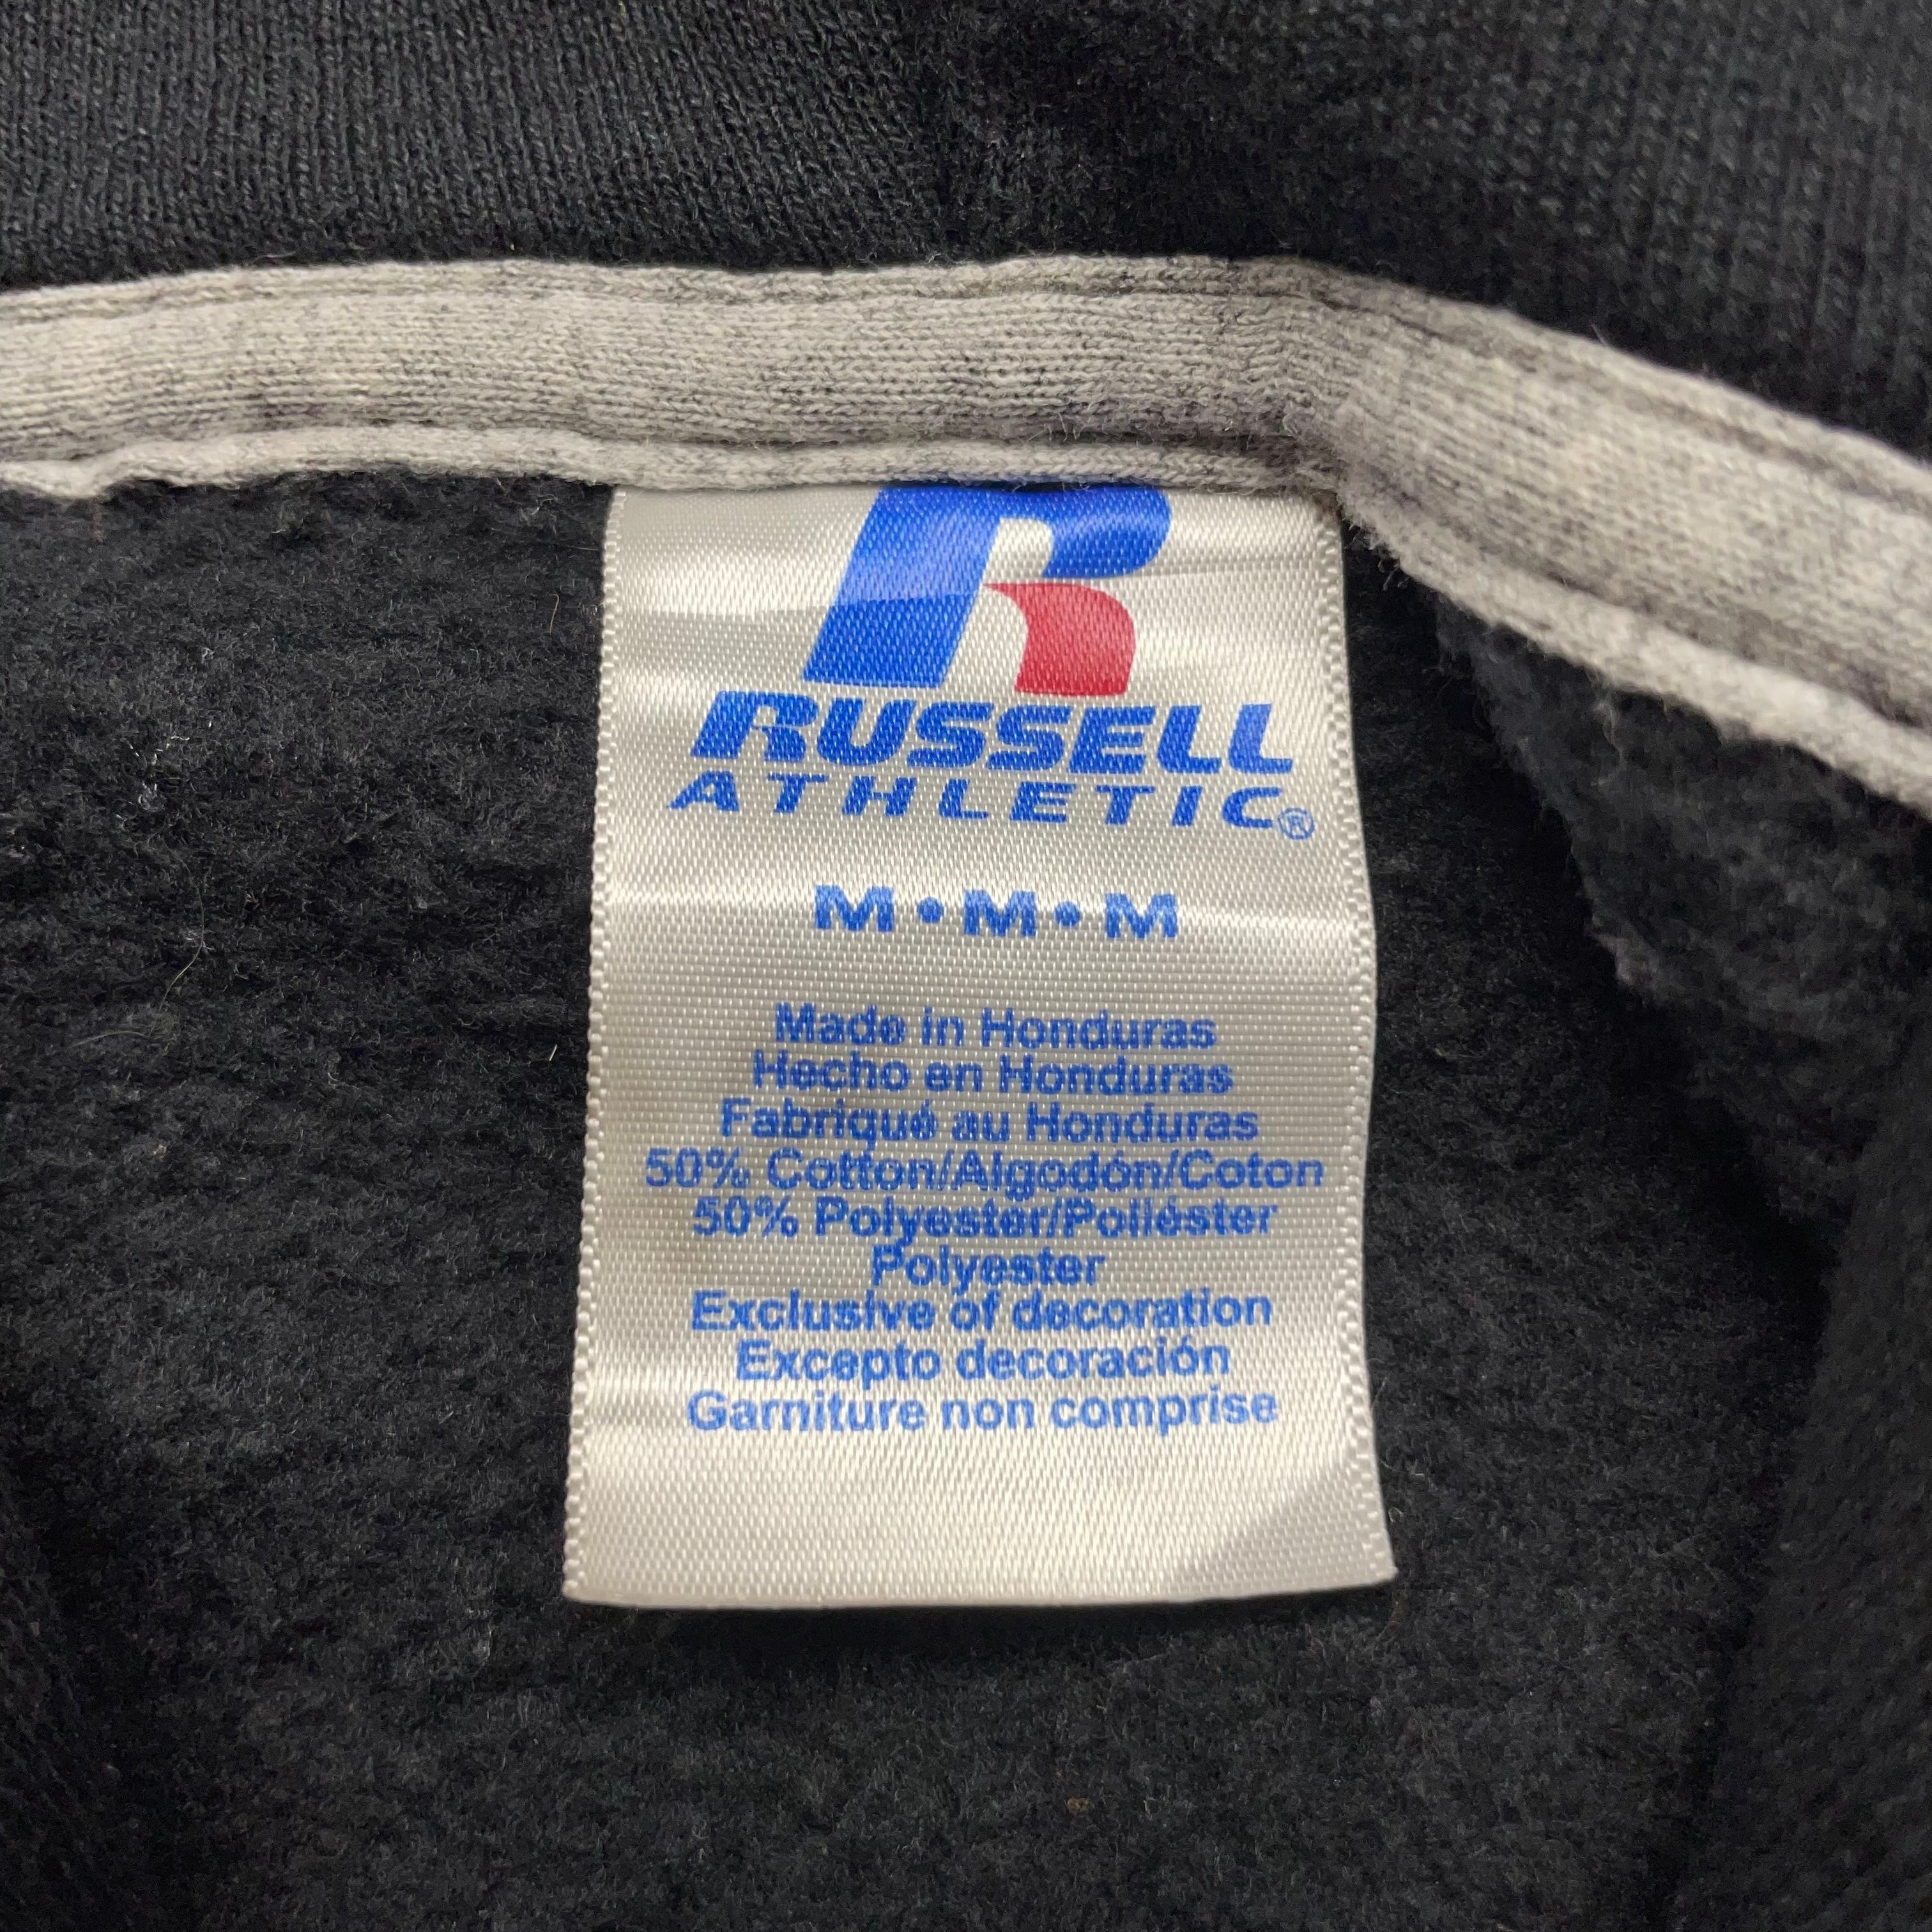 R
RUSSELL
ATHLETIC®
M•M•M
Made in Honduras
Hecho en Honduras
Fabriqué au Honduras
50% Cotton/Algodón/Coton
50% Polyester/Poliéster
Polyester
Exclusive of decoration
Excepto decoración
Garniture non comprise